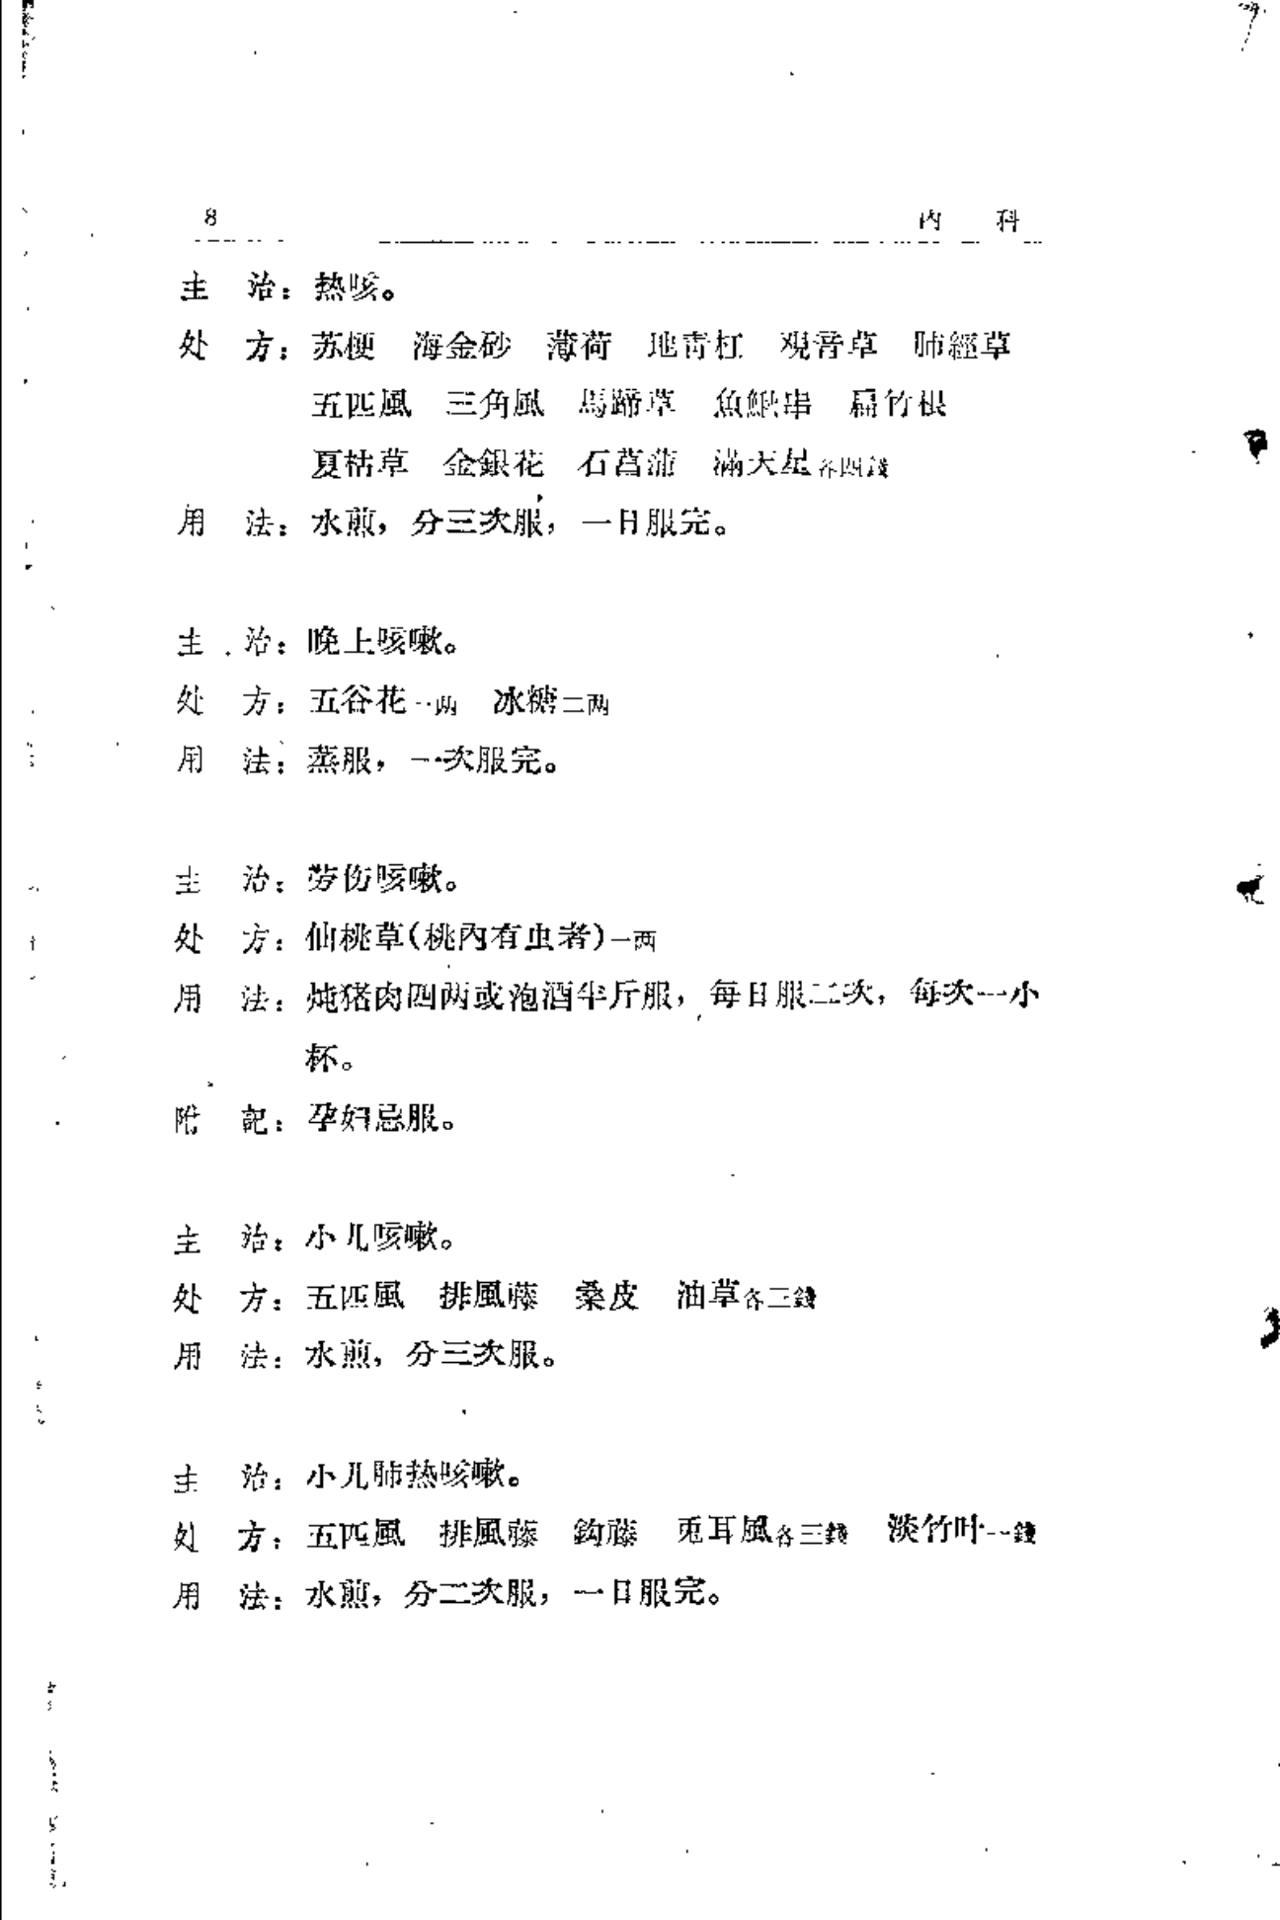 8 內 科
主 治：热咳。
处 方：苏梗 海金砂 薄荷 地青杠 观音草 肺經草
五匹風 三角風 馬蹄草 魚鰍串 扁竹根
夏枯草 金銀花 石菖蒲 滿天星各四錢
用 法：水煎，分三次服，一日服完。
主 治：晚上咳嗽。
处 方：五谷花一两 冰糖二两
用 法：蒸服，一次服完。
主 治：劳伤咳嗽。
处 方：仙桃草(桃內有虫者)一两
用 法：炖猪肉四两或泡酒半斤服，每日服二次，每次一小
杯。
附 記：孕妇忌服。
主 治：小儿咳嗽。
处 方：五匹風 排風藤 桑皮 油草各三錢
用 法：水煎，分三次服。
主 治：小儿肺热咳嗽。
处 方：五匹風 排風藤 鈎藤 兎耳風各三錢 淡竹叶一錢
用 法：水煎，分二次服，一日服完。